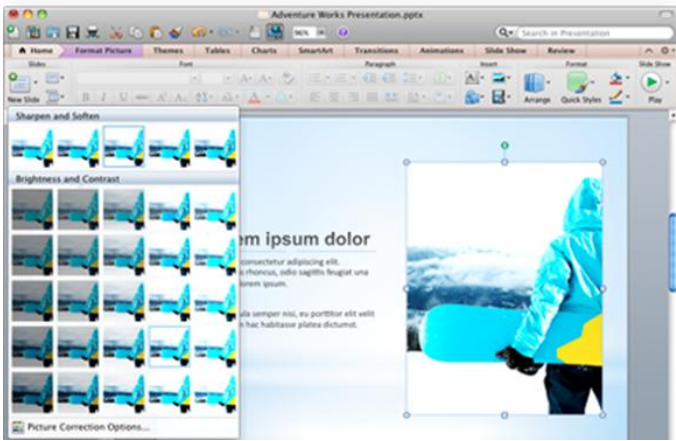 Adventure Works Presentation.pptx
96%
Search in Presentation
Home Format Picture Themes Tables Charts SmartArt Transitions Animations Slide Show Review
Slides Font Paragraph Insert Format Slide Show
New Slide B I U Arrange Quick Styles Play
Sharpen and Soften
Brightness and Contrast
em ipsum dolor
consectetur adipiscing elit.
rhoncus, odio sagittis feugiat una
lorem ipsum.
ula semper nisi, eu porttitor elit velit
n hac habitasse platea dictumst.
Picture Correction Options...